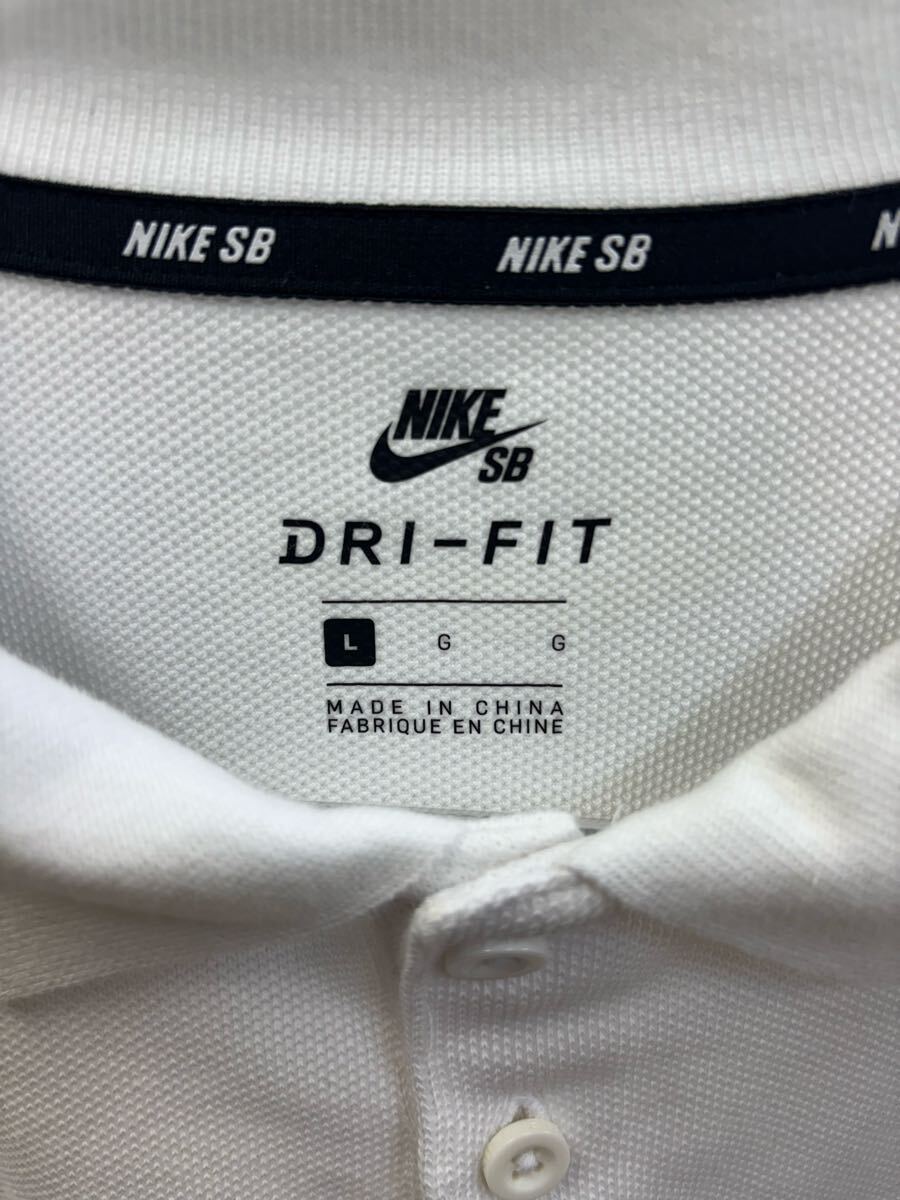 NIKE SB NIKE SB N
NIKE
SB
DRI-FIT
L G G
MADE IN CHINA
FABRIQUE EN CHINE